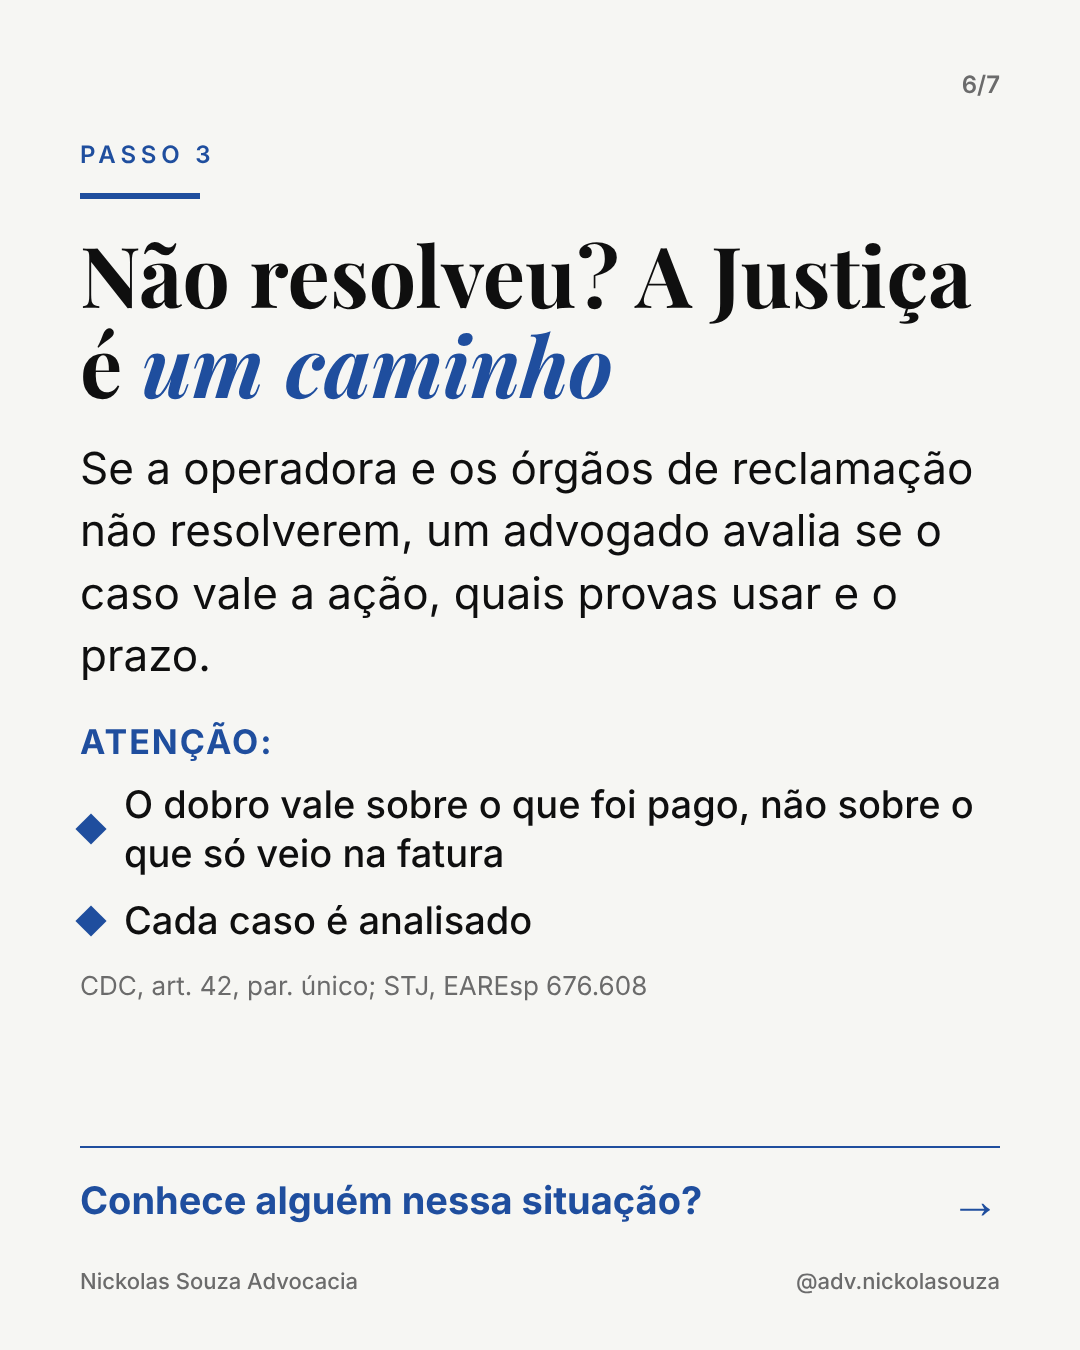 6/7
PASSO 3
Não resolveu? A Justiça
é um caminho
Se a operadora e os órgãos de reclamação
não resolverem, um advogado avalia se o
caso vale a ação, quais provas usar e o
prazo.
ATENÇÃO:
O dobro vale sobre o que foi pago, não sobre o
que só veio na fatura
Cada caso é analisado
CDC, art. 42, par. único; STJ, EAREsp 676.608
Conhece alguém nessa situação? →
Nickolas Souza Advocacia
@adv.nickolasouza